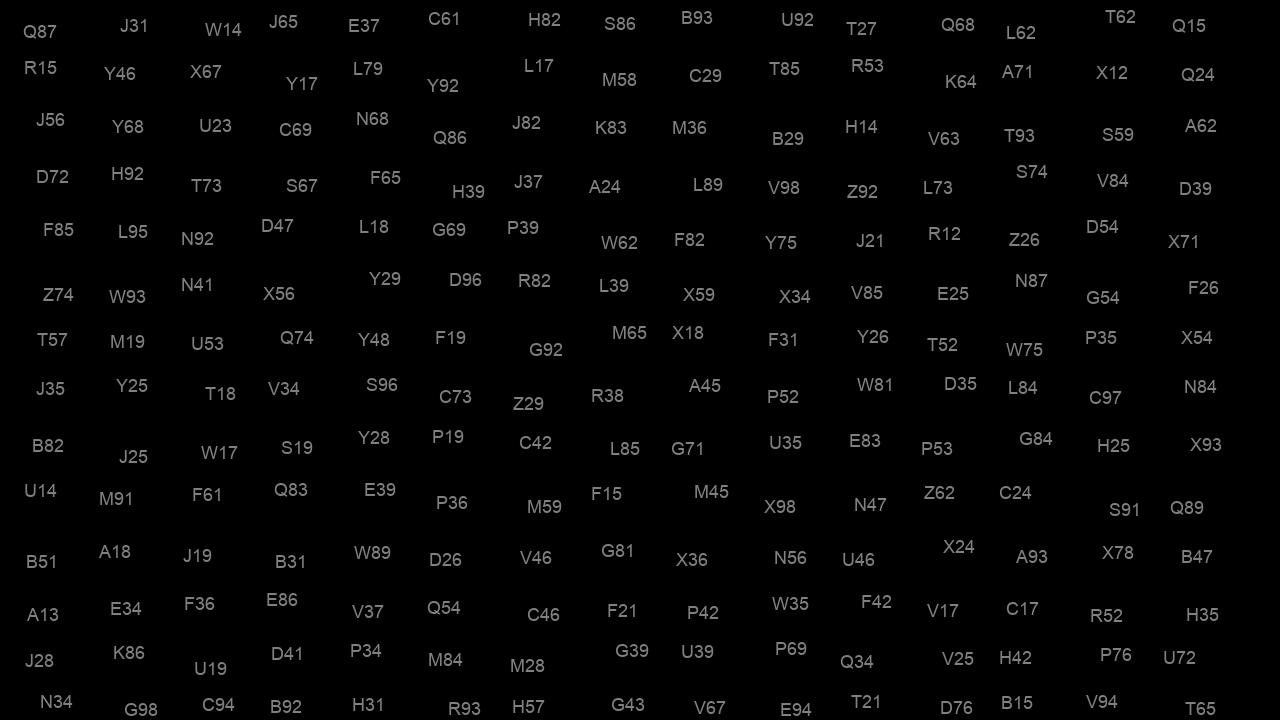 Q87 J31 W14 J65 E37 C61 H82 S86 B93 U92 T27 Q68 L62 T62 Q15
R15 Y46 X67 Y17 L79 Y92 L17 M58 C29 T85 R53 K64 A71 X12 Q24
J56 Y68 U23 C69 N68 Q86 J82 K83 M36 B29 H14 V63 T93 S59 A62
D72 H92 T73 S67 F65 H39 J37 A24 L89 V98 Z92 L73 S74 V84 D39
F85 L95 N92 D47 L18 G69 P39 W62 F82 Y75 J21 R12 Z26 D54 X71
Z74 W93 N41 X56 Y29 D96 R82 L39 X59 X34 V85 E25 N87 G54 F26
T57 M19 U53 Q74 Y48 F19 G92 M65 X18 F31 Y26 T52 W75 P35 X54
J35 Y25 T18 V34 S96 C73 Z29 R38 A45 P52 W81 D35 L84 C97 N84
B82 J25 W17 S19 Y28 P19 C42 L85 G71 U35 E83 P53 G84 H25 X93
U14 M91 F61 Q83 E39 P36 M59 F15 M45 X98 N47 Z62 C24 S91 Q89
B51 A18 J19 B31 W89 D26 V46 G81 X36 N56 U46 X24 A93 X78 B47
A13 E34 F36 E86 V37 Q54 C46 F21 P42 W35 F42 V17 C17 R52 H35
J28 K86 U19 D41 P34 M84 M28 G39 U39 P69 Q34 V25 H42 P76 U72
N34 G98 C94 B92 H31 R93 H57 G43 V67 E94 T21 D76 B15 V94 T65